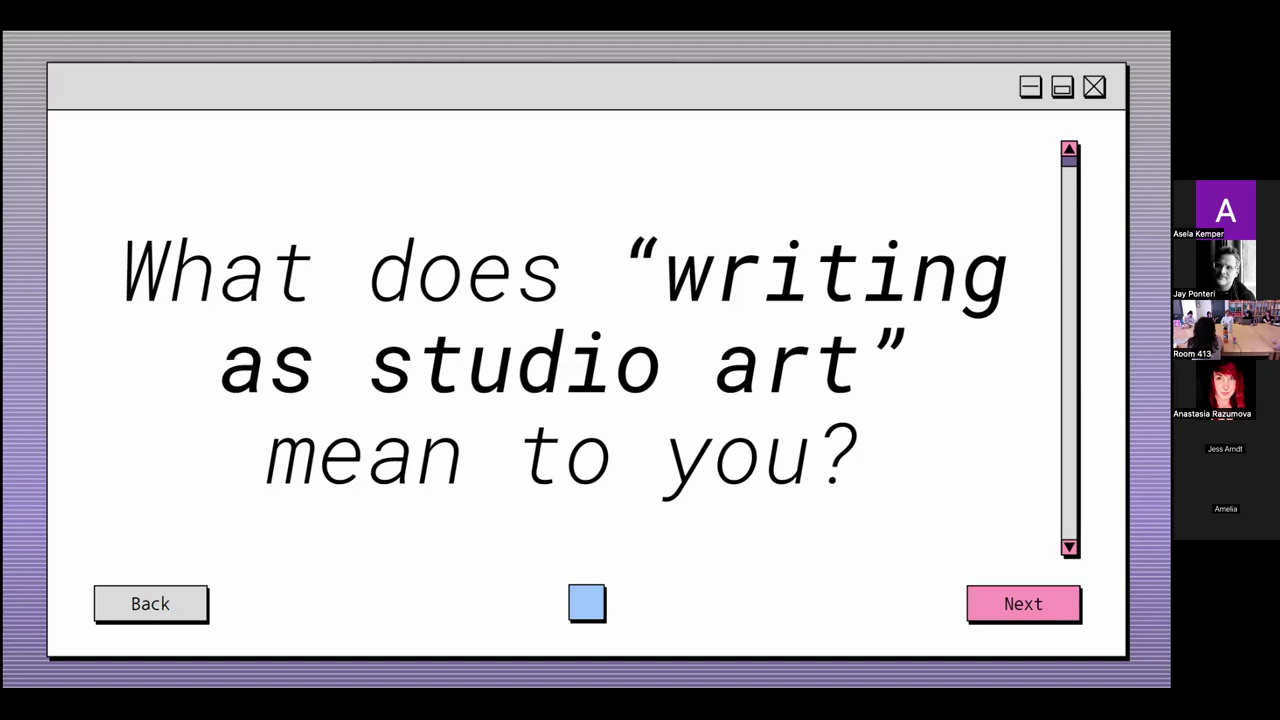 What does “writing
as studio art”
mean to you?
Back
Next
A
Asela Kemper
Jay Ponteri
Room 413
Anastasia Razumova
Jess Arndt
Amelia